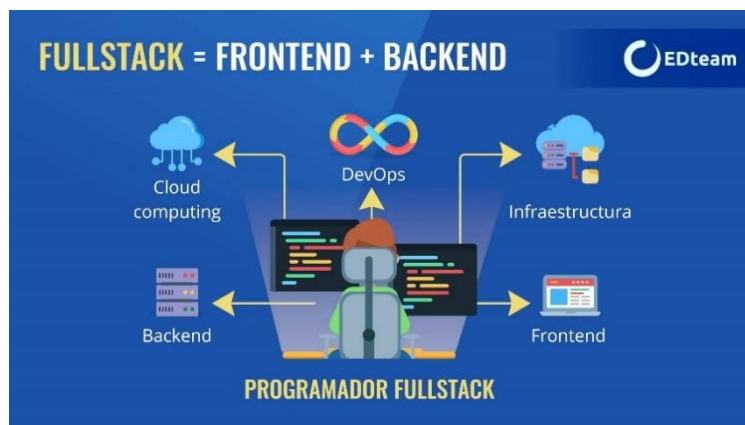 FULLSTACK = FRONTEND + BACKEND
EDteam
Cloud
computing
DevOps
Infraestructura
Backend
Frontend
PROGRAMADOR FULLSTACK